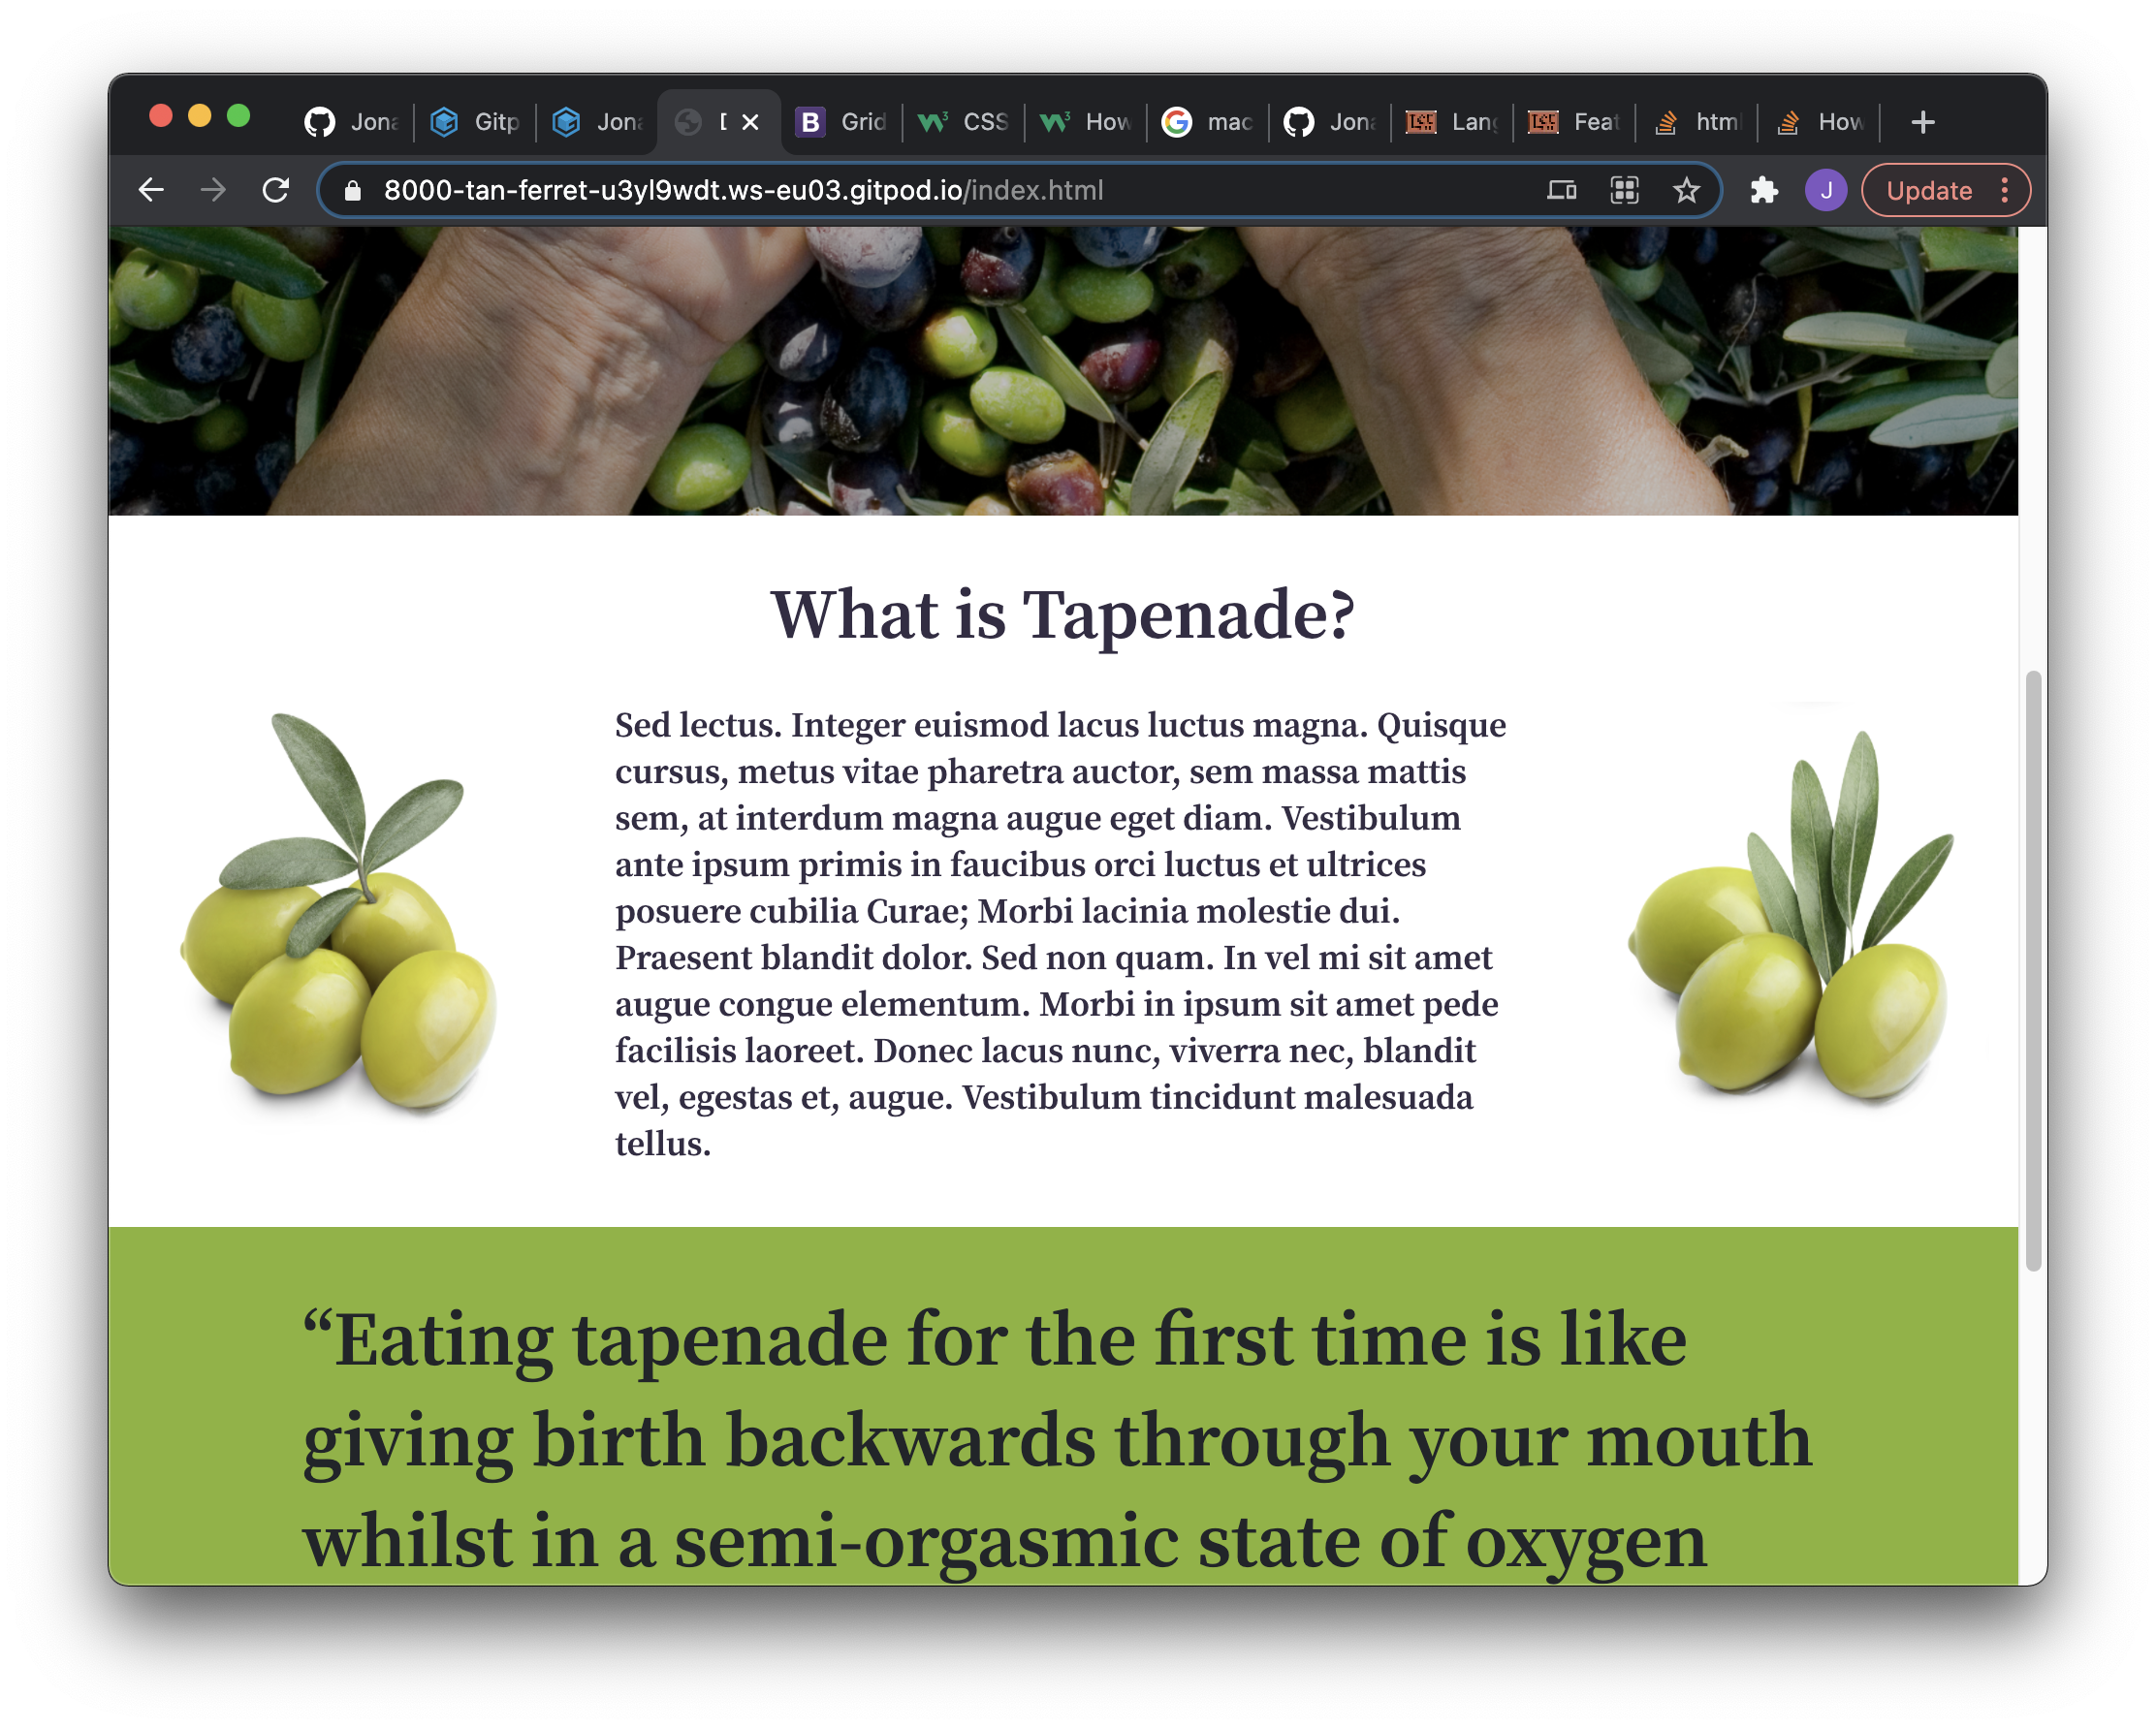 Jona
Gitp
Jona
Grid
CSS
How
mac
Jona
Lang
Feat
html
How
8000-tan-ferret-u3yl9wdt.ws-eu03.gitpod.io/index.html
J
Update
What is Tapenade?
Sed lectus. Integer euismod lacus luctus magna. Quisque
cursus, metus vitae pharetra auctor, sem massa mattis
sem, at interdum magna augue eget diam. Vestibulum
ante ipsum primis in faucibus orci luctus et ultrices
posuere cubilia Curae; Morbi lacinia molestie dui.
Praesent blandit dolor. Sed non quam. In vel mi sit amet
augue congue elementum. Morbi in ipsum sit amet pede
facilisis laoreet. Donec lacus nunc, viverra nec, blandit
vel, egestas et, augue. Vestibulum tincidunt malesuada
tellus.
“Eating tapenade for the first time is like
giving birth backwards through your mouth
whilst in a semi-orgasmic state of oxygen